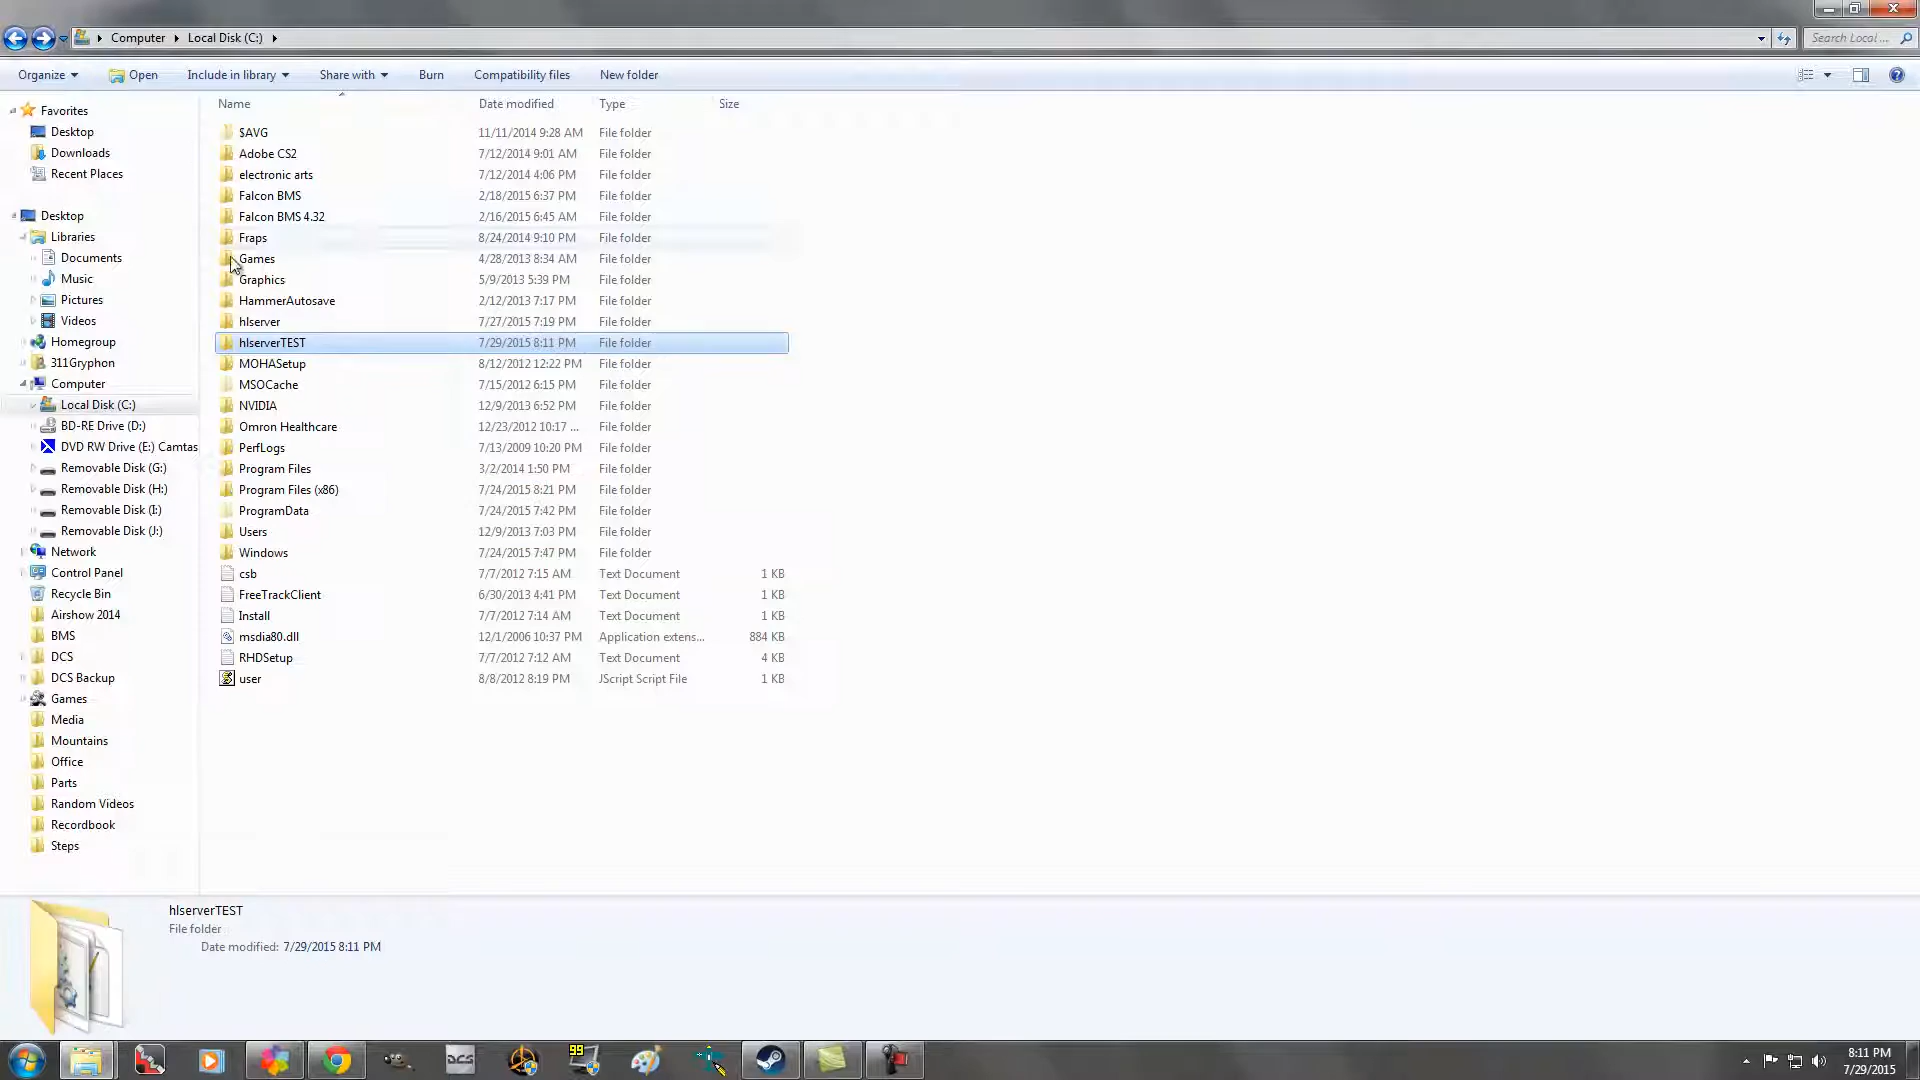 Computer Local Disk (C:)
Search Local ...
Organize Open Include in library Share with Burn Compatibility files New folder
Name Date modified Type Size
Favorites
Desktop
Downloads
Recent Places
Desktop
Libraries
Documents
Music
Pictures
Videos
Homegroup
311Gryphon
Computer
Local Disk (C:)
BD-RE Drive (D:)
DVD RW Drive (E:) Camtas
Removable Disk (G:)
Removable Disk (H:)
Removable Disk (I:)
Removable Disk (J:)
Network
Control Panel
Recycle Bin
Airshow 2014
BMS
DCS
DCS Backup
Games
Media
Mountains
Office
Parts
Random Videos
Recordbook
Steps
$AVG 11/11/2014 9:28 AM File folder
Adobe CS2 7/12/2014 9:01 AM File folder
electronic arts 7/12/2014 4:06 PM File folder
Falcon BMS 2/18/2015 6:37 PM File folder
Falcon BMS 4.32 2/16/2015 6:45 AM File folder
Fraps 8/24/2014 9:10 PM File folder
Games 4/28/2013 8:34 AM File folder
Graphics 5/9/2013 5:39 PM File folder
HammerAutosave 2/12/2013 7:17 PM File folder
hlserver 7/27/2015 7:19 PM File folder
hlserverTEST 7/29/2015 8:11 PM File folder
MOHASetup 8/12/2012 12:22 PM File folder
MSOCache 7/15/2012 6:15 PM File folder
NVIDIA 12/9/2013 6:52 PM File folder
Omron Healthcare 12/23/2012 10:17 ... File folder
PerfLogs 7/13/2009 10:20 PM File folder
Program Files 3/2/2014 1:50 PM File folder
Program Files (x86) 7/24/2015 8:21 PM File folder
ProgramData 7/24/2015 7:42 PM File folder
Users 12/9/2013 7:03 PM File folder
Windows 7/24/2015 7:47 PM File folder
csb 7/7/2012 7:15 AM Text Document 1 KB
FreeTrackClient 6/30/2013 4:41 PM Text Document 1 KB
Install 7/7/2012 7:14 AM Text Document 1 KB
msdia80.dll 12/1/2006 10:37 PM Application extens... 884 KB
RHDSetup 7/7/2012 7:12 AM Text Document 4 KB
user 8/8/2012 8:19 PM JScript Script File 1 KB
hlserverTEST
File folder
Date modified: 7/29/2015 8:11 PM
DCS
99
8:11 PM
7/29/2015